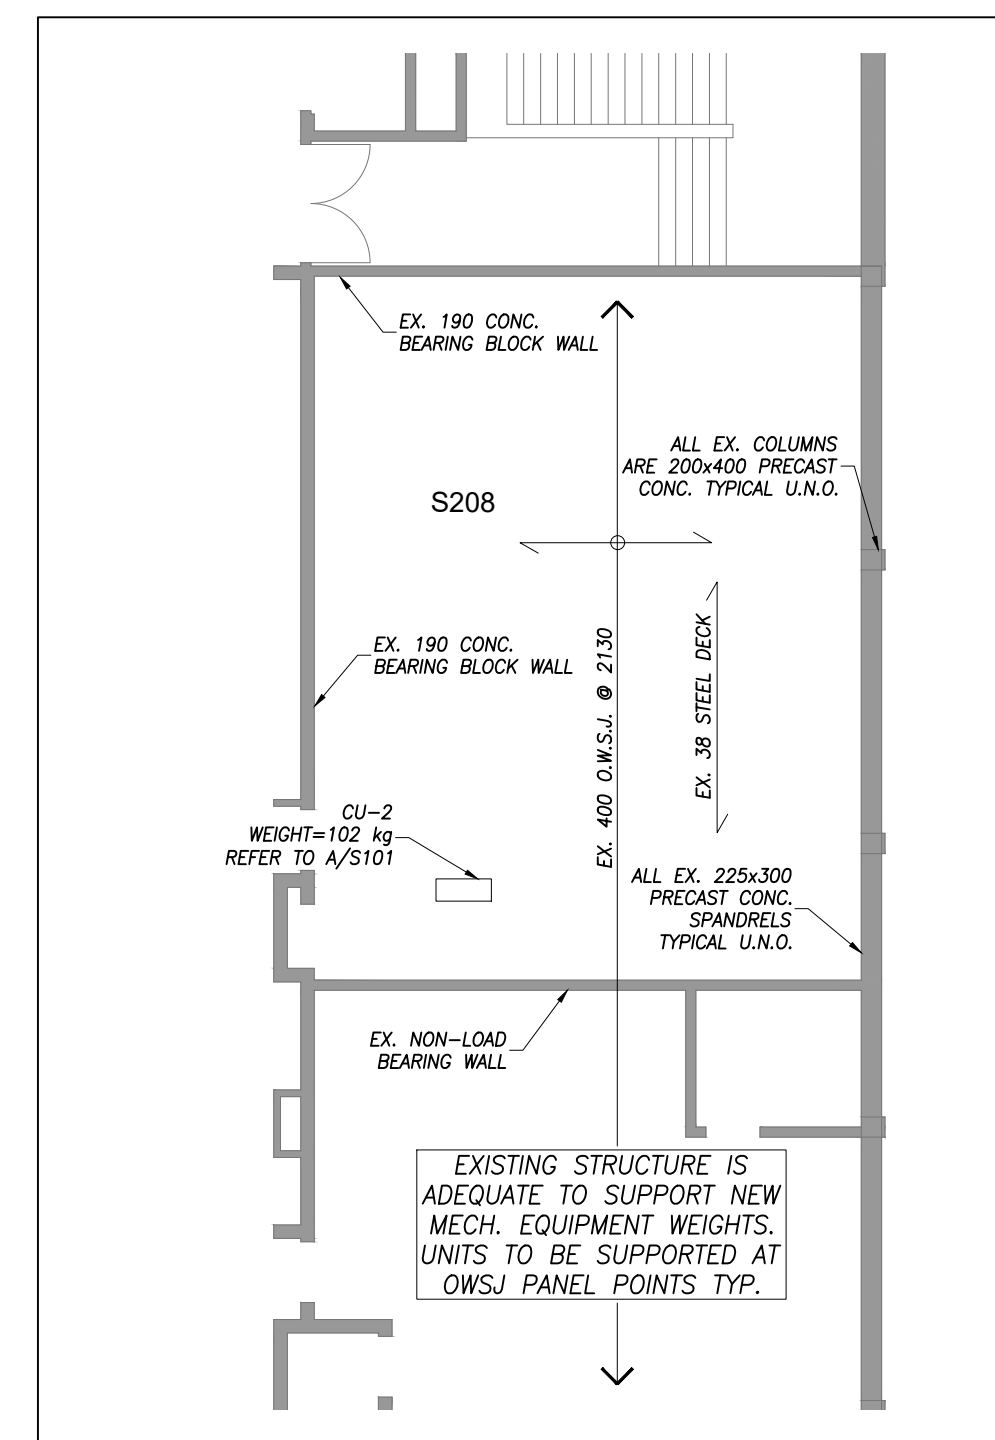 EX. 190 CONC.
BEARING BLOCK WALL
ALL EX. COLUMNS
ARE 200x400 PRECAST
CONC. TYPICAL U.N.O.
S208
EX. 190 CONC.
BEARING BLOCK WALL
EX. 400 O.W.S.J. @ 2130
EX. 38 STEEL DECK
CU-2
WEIGHT=102 kg
REFER TO A/S101
ALL EX. 225x300
PRECAST CONC.
SPANDRELS
TYPICAL U.N.O.
EX. NON-LOAD
BEARING WALL
EXISTING STRUCTURE IS
ADEQUATE TO SUPPORT NEW
MECH. EQUIPMENT WEIGHTS.
UNITS TO BE SUPPORTED AT
OWSJ PANEL POINTS TYP.